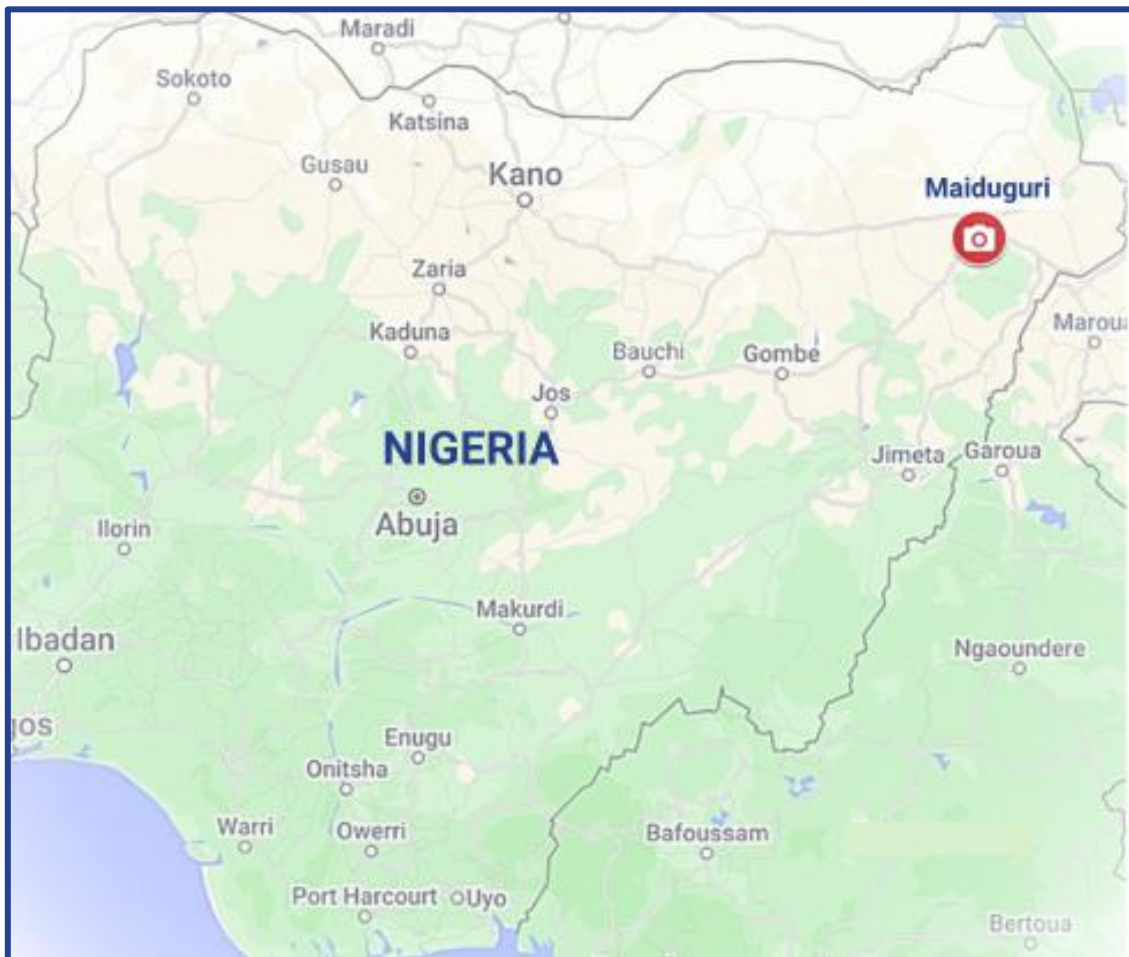 Maradi
Sokoto
Katsina
Gusau
Kano
Maiduguri
Zaria
Kaduna
Maroua
Bauchi
Gombe
Jos
NIGERIA
Jimeta
Garoua
Abuja
Ilorin
Makurdi
Ibadan
Ngaoundere
gos
Enugu
Onitsha
Warri
Owerri
Bafoussam
Port Harcourt
Uyo
Bertoua